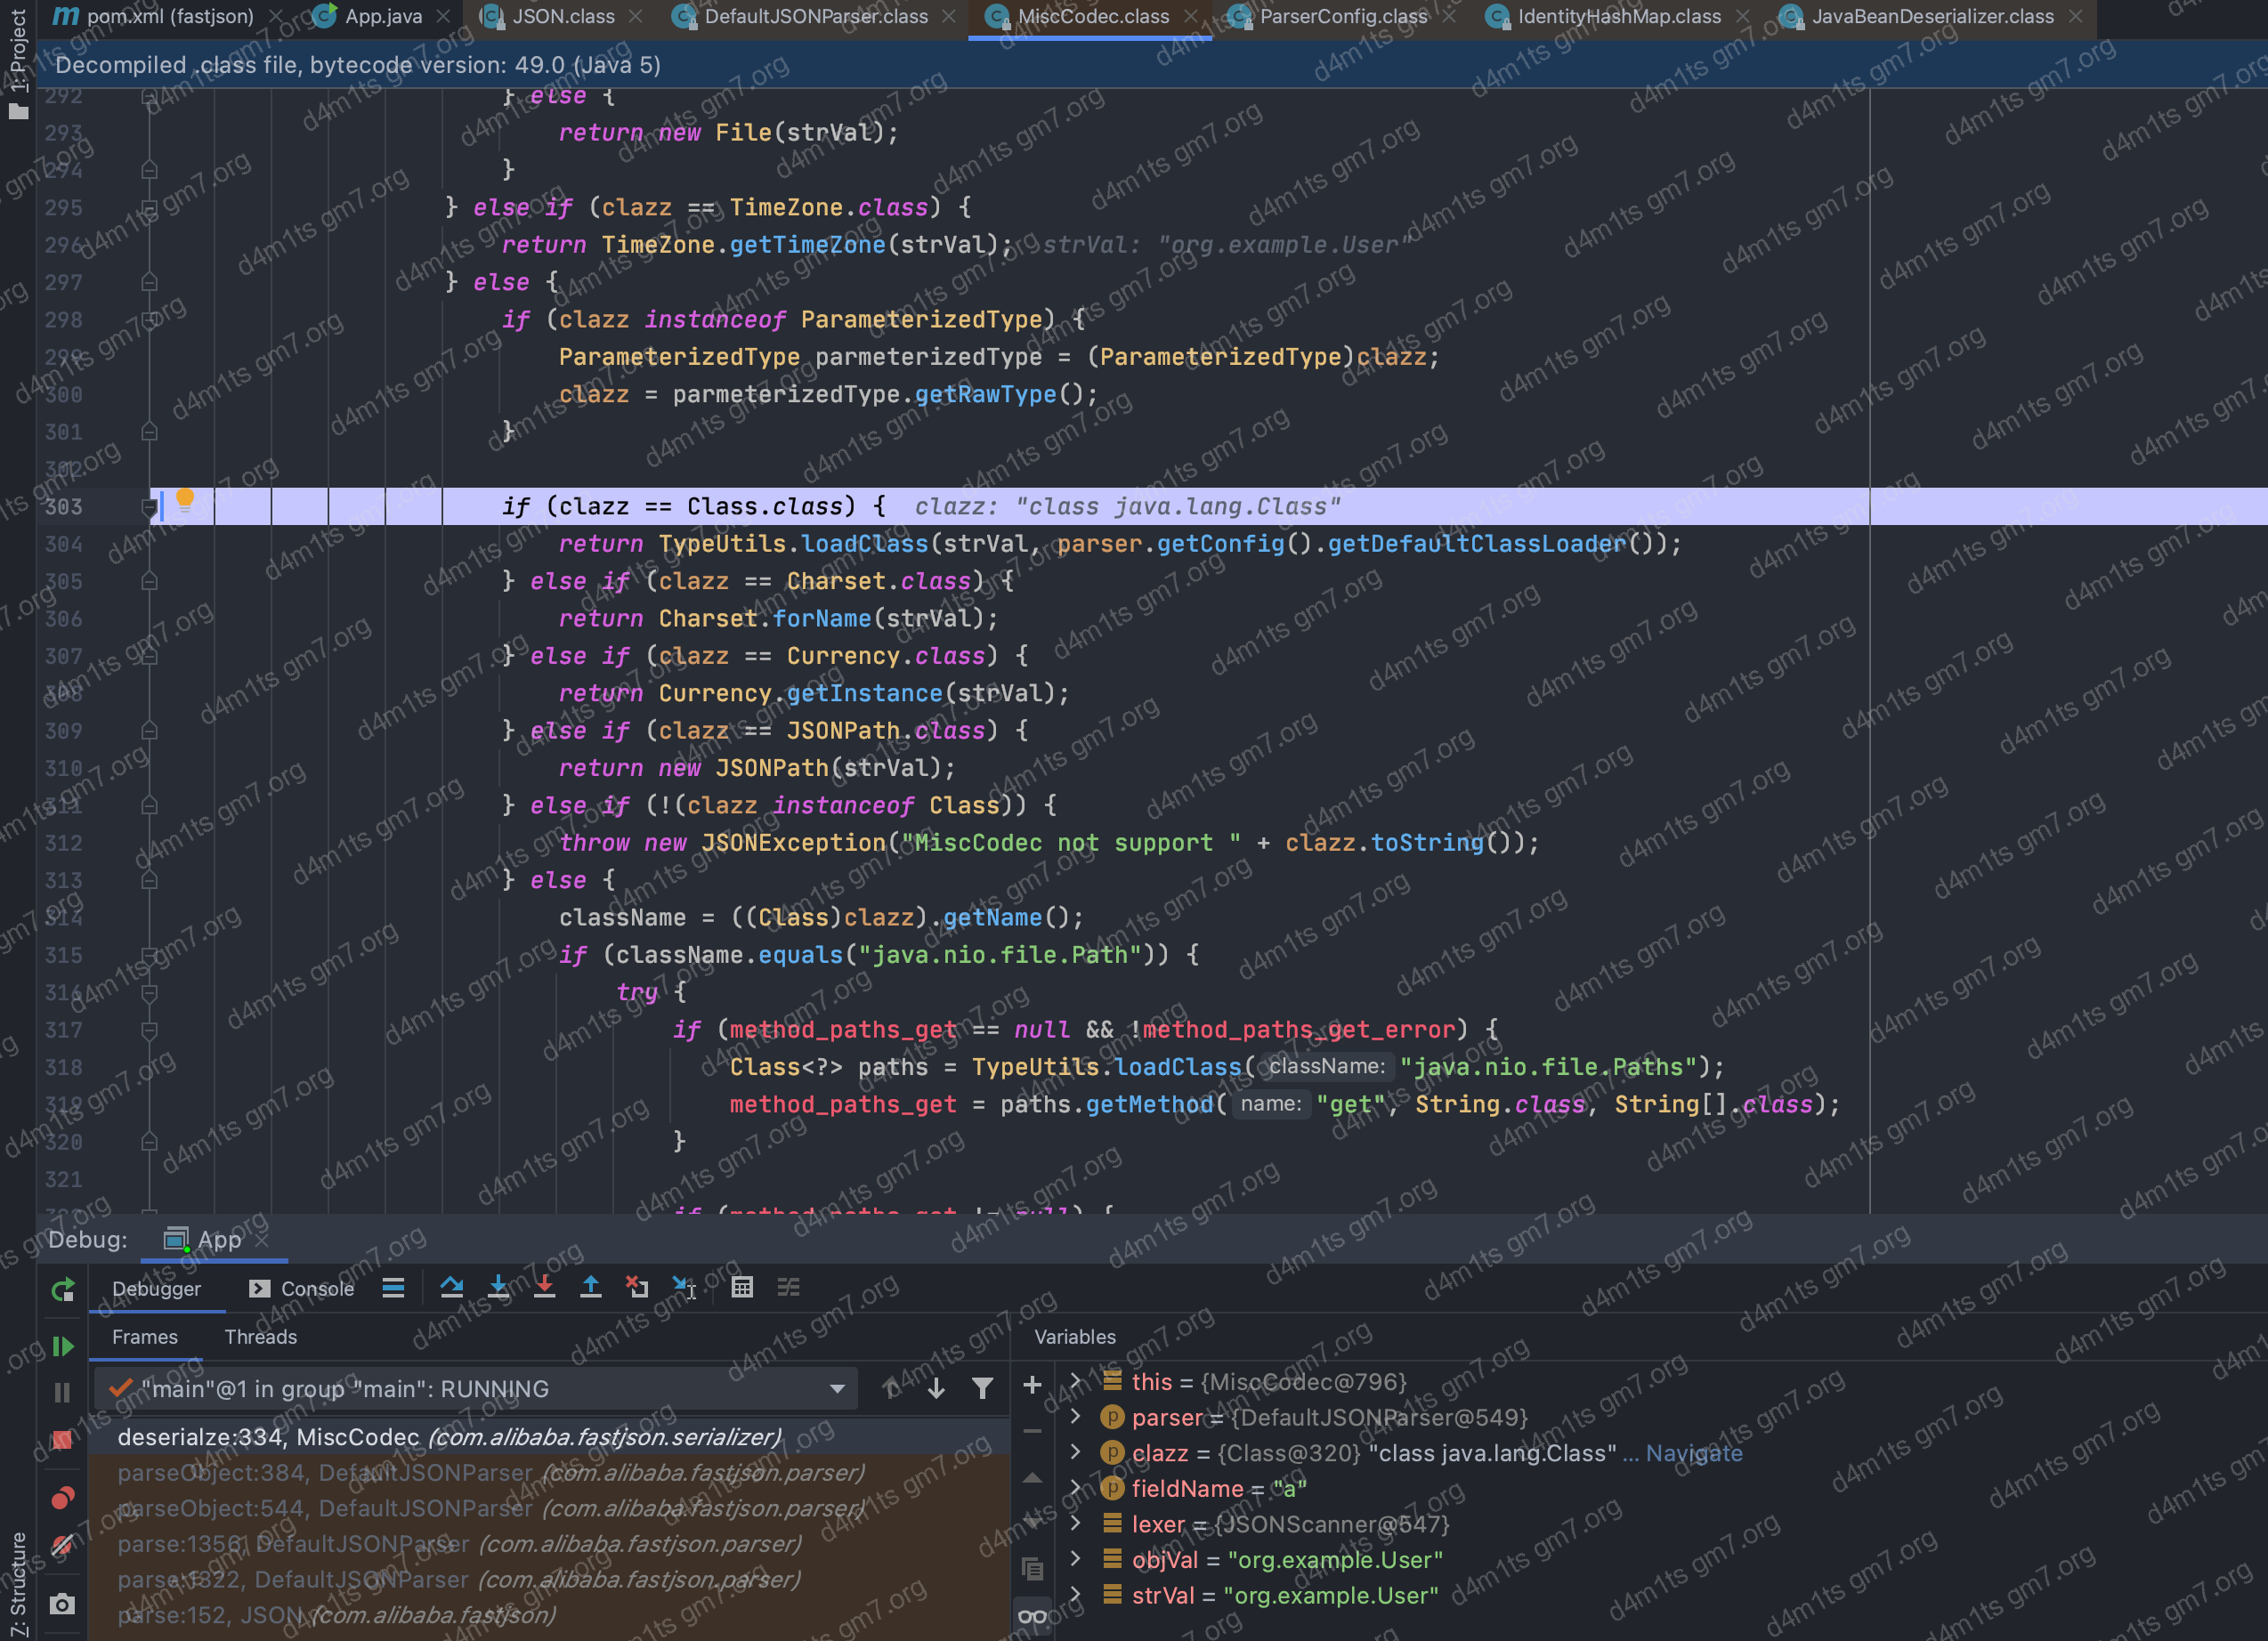 pom.xml (fastjson) App.java JSON.class DefaultJSONParser.class MiscCodec.class ParserConfig.class IdentityHashMap.class JavaBeanDeserializer.class
1: Project
Decompiled .class file, bytecode version: 49.0 (Java 5)
292 } else {
293 return new File(strVal);
294 }
295 } else if (clazz == TimeZone.class) {
296 return TimeZone.getTimeZone(strVal); strVal: "org.example.User"
297 } else {
298 if (clazz instanceof ParameterizedType) {
299 ParameterizedType parmeterizedType = (ParameterizedType)clazz;
300 clazz = parmeterizedType.getRawType();
301 }
302
303 if (clazz == Class.class) { clazz: "class java.lang.Class"
304 return TypeUtils.loadClass(strVal, parser.getConfig().getDefaultClassLoader());
305 } else if (clazz == Charset.class) {
306 return Charset.forName(strVal);
307 } else if (clazz == Currency.class) {
308 return Currency.getInstance(strVal);
309 } else if (clazz == JSONPath.class) {
310 return new JSONPath(strVal);
311 } else if (!(clazz instanceof Class)) {
312 throw new JSONException("MiscCodec not support " + clazz.toString());
313 } else {
314 className = ((Class)clazz).getName();
315 if (className.equals("java.nio.file.Path")) {
316 try {
317 if (method_paths_get == null && !method_paths_get_error) {
318 Class<?> paths = TypeUtils.loadClass( className: "java.nio.file.Paths");
319 method_paths_get = paths.getMethod( name: "get", String.class, String[].class);
320 }
321
if (method_paths_get != null) {
Debug: App
Debugger Console
Frames Threads
Variables
"main"@1 in group "main": RUNNING
deserialze:334, MiscCodec (com.alibaba.fastjson.serializer)
parseObject:384, DefaultJSONParser (com.alibaba.fastjson.parser)
parseObject:544, DefaultJSONParser (com.alibaba.fastjson.parser)
parse:1356, DefaultJSONParser (com.alibaba.fastjson.parser)
parse:1322, DefaultJSONParser (com.alibaba.fastjson.parser)
parse:152, JSON (com.alibaba.fastjson)
this = {MiscCodec@796}
parser = {DefaultJSONParser@549}
clazz = {Class@320} "class java.lang.Class" ... Navigate
fieldName = "a"
lexer = {JSONScanner@547}
objVal = "org.example.User"
strVal = "org.example.User"
7: Structure
d4m1ts gm7.org